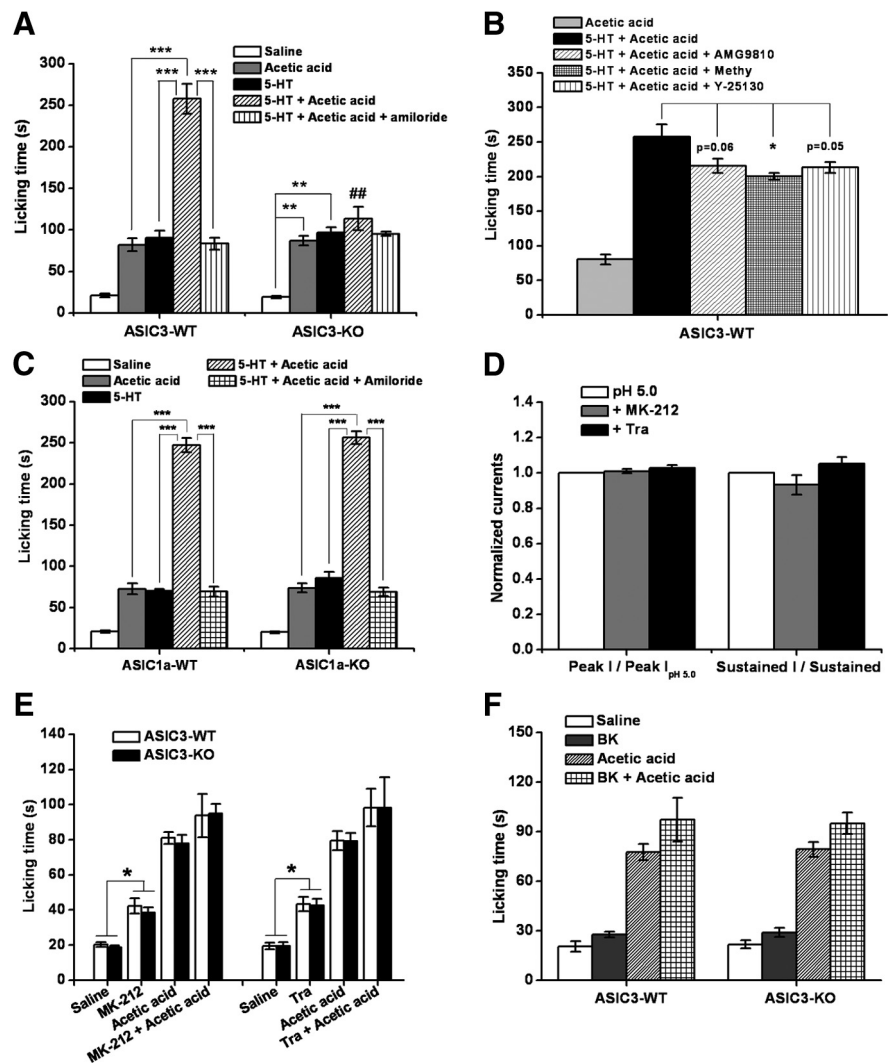 A
Licking time (s)
300
250
200
150
100
50
0
***
***
***
**
**
##
Saline
Acetic acid
5-HT
5-HT + Acetic acid
5-HT + Acetic acid + amiloride
ASIC3-WT
ASIC3-KO
B
Acetic acid
5-HT + Acetic acid
5-HT + Acetic acid + AMG9810
5-HT + Acetic acid + Methy
5-HT + Acetic acid + Y-25130
Licking time (s)
350
300
250
200
150
100
50
0
p=0.06
*
p=0.05
ASIC3-WT
C
Saline
Acetic acid
5-HT
5-HT + Acetic acid
5-HT + Acetic acid + Amiloride
Licking time (s)
300
250
200
150
100
50
0
***
***
***
***
***
***
ASIC1a-WT
ASIC1a-KO
D
pH 5.0
+ MK-212
+ Tra
Normalized currents
1.4
1.2
1.0
0.8
0.6
0.4
0.2
0.0
Peak I / Peak I pH 5.0
Sustained I / Sustained
E
ASIC3-WT
ASIC3-KO
Licking time (s)
140
120
100
80
60
40
20
0
*
*
Saline
MK-212
Acetic acid
MK-212 + Acetic acid
Saline
Tra
Acetic acid
Tra + Acetic acid
F
Saline
BK
Acetic acid
BK + Acetic acid
Licking time (s)
150
120
90
60
30
0
ASIC3-WT
ASIC3-KO